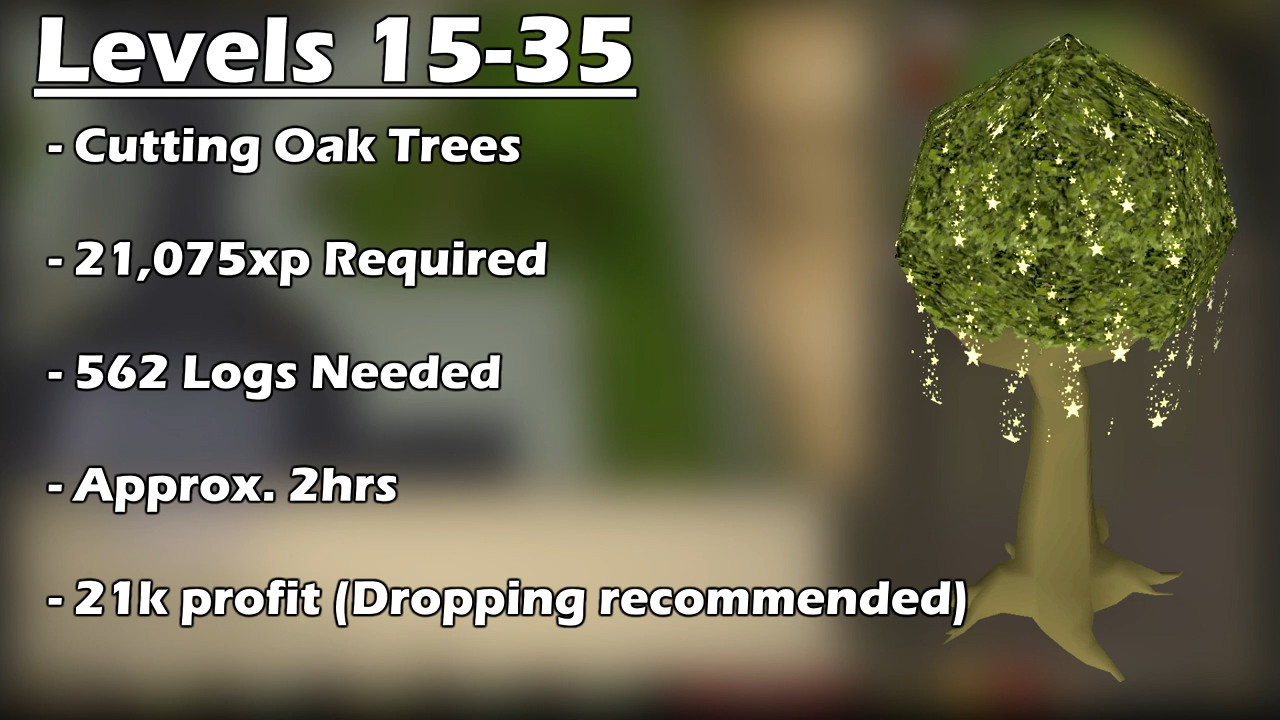 Levels 15-35
- Cutting Oak Trees
- 21,075xp Required
- 562 Logs Needed
- Approx. 2hrs
- 21k profit (Dropping recommended)